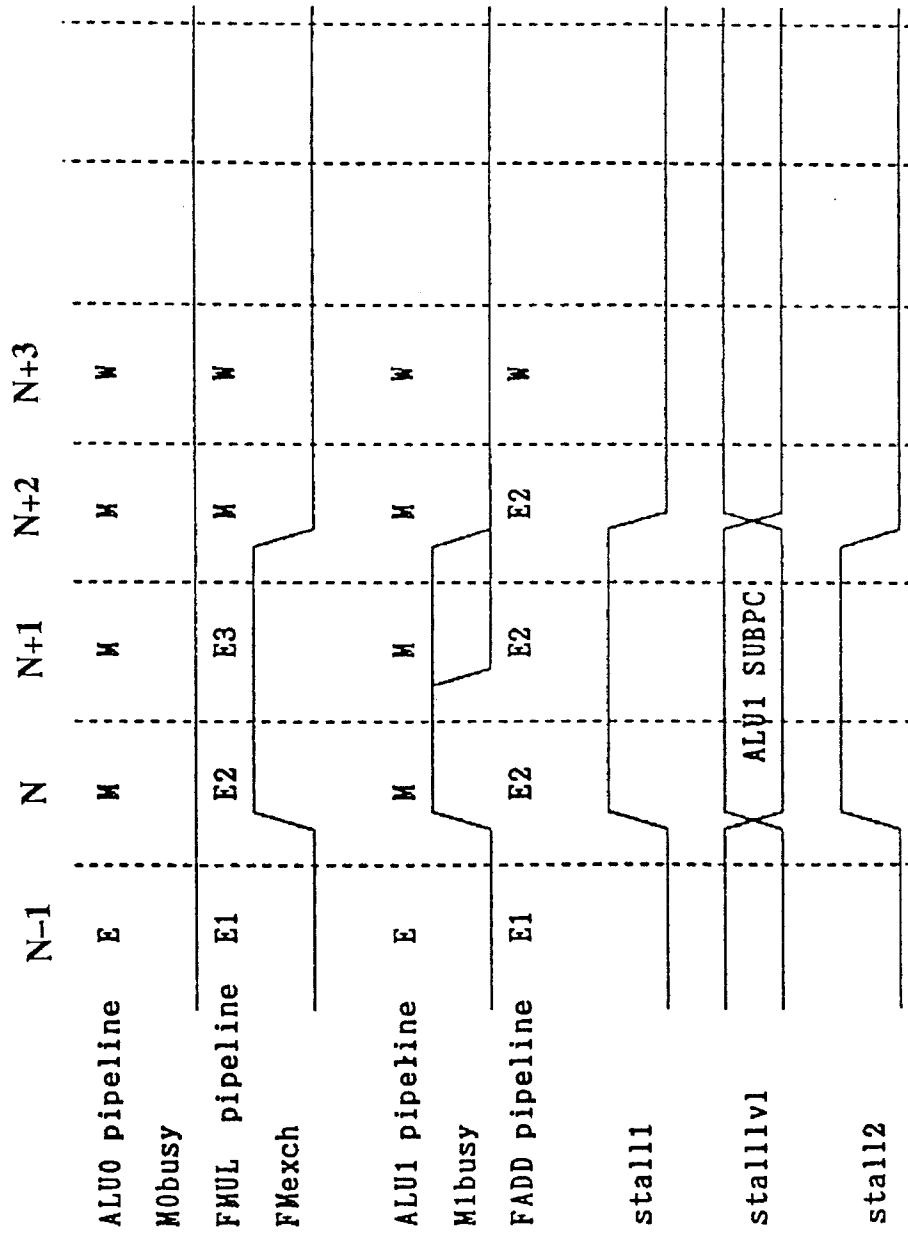 N-1 N N+1 N+2 N+3
ALU0 pipeline E M M M W
M0busy
FMUL pipeline E1 E2 E3 M W
FMexch
ALU1 pipeline E M M M W
M1busy
FADD pipeline E1 E2 E2 E2 W
stall1
stalllvl ALU1 SUBPC
stall2